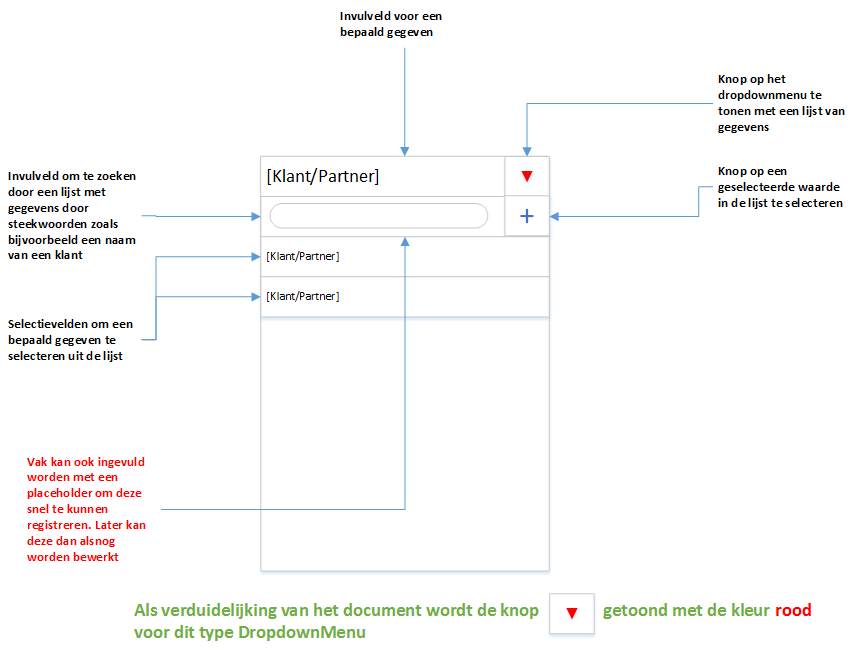 Invulveld voor een
bepaald gegeven
Knop op het
dropdownmenu te
tonen met een lijst van
gegevens
Invulveld om te zoeken
door een lijst met
gegevens door
steekwoorden zoals
bijvoorbeeld een naam
van een klant
[Klant/Partner]
▼
Knop op een
geselecteerde waarde
in de lijst te selecteren
+
[Klant/Partner]
[Klant/Partner]
Selectievelden om een
bepaald gegeven te
selecteren uit de lijst
Vak kan ook ingevuld
worden met een
placeholder om deze
snel te kunnen
registreren. Later kan
deze dan alsnog
worden bewerkt
Als verduidelijking van het document wordt de knop ▼ getoond met de kleur rood
voor dit type DropdownMenu